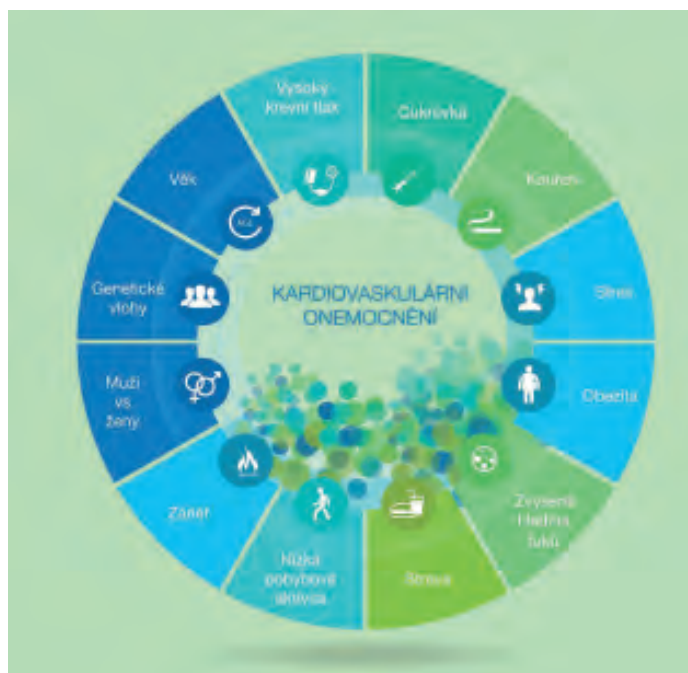 Vysoký
krevní tlak
Cukrovka
Kouření
Stres
Obezita
Zvýšená
hladina
tuků
Strava
Nízká
pohybová
aktivita
Zánět
Muži
vs
ženy
Genetické
vlohy
Věk
KARDIOVASKULÁRNÍ
ONEMOCNĚNÍ